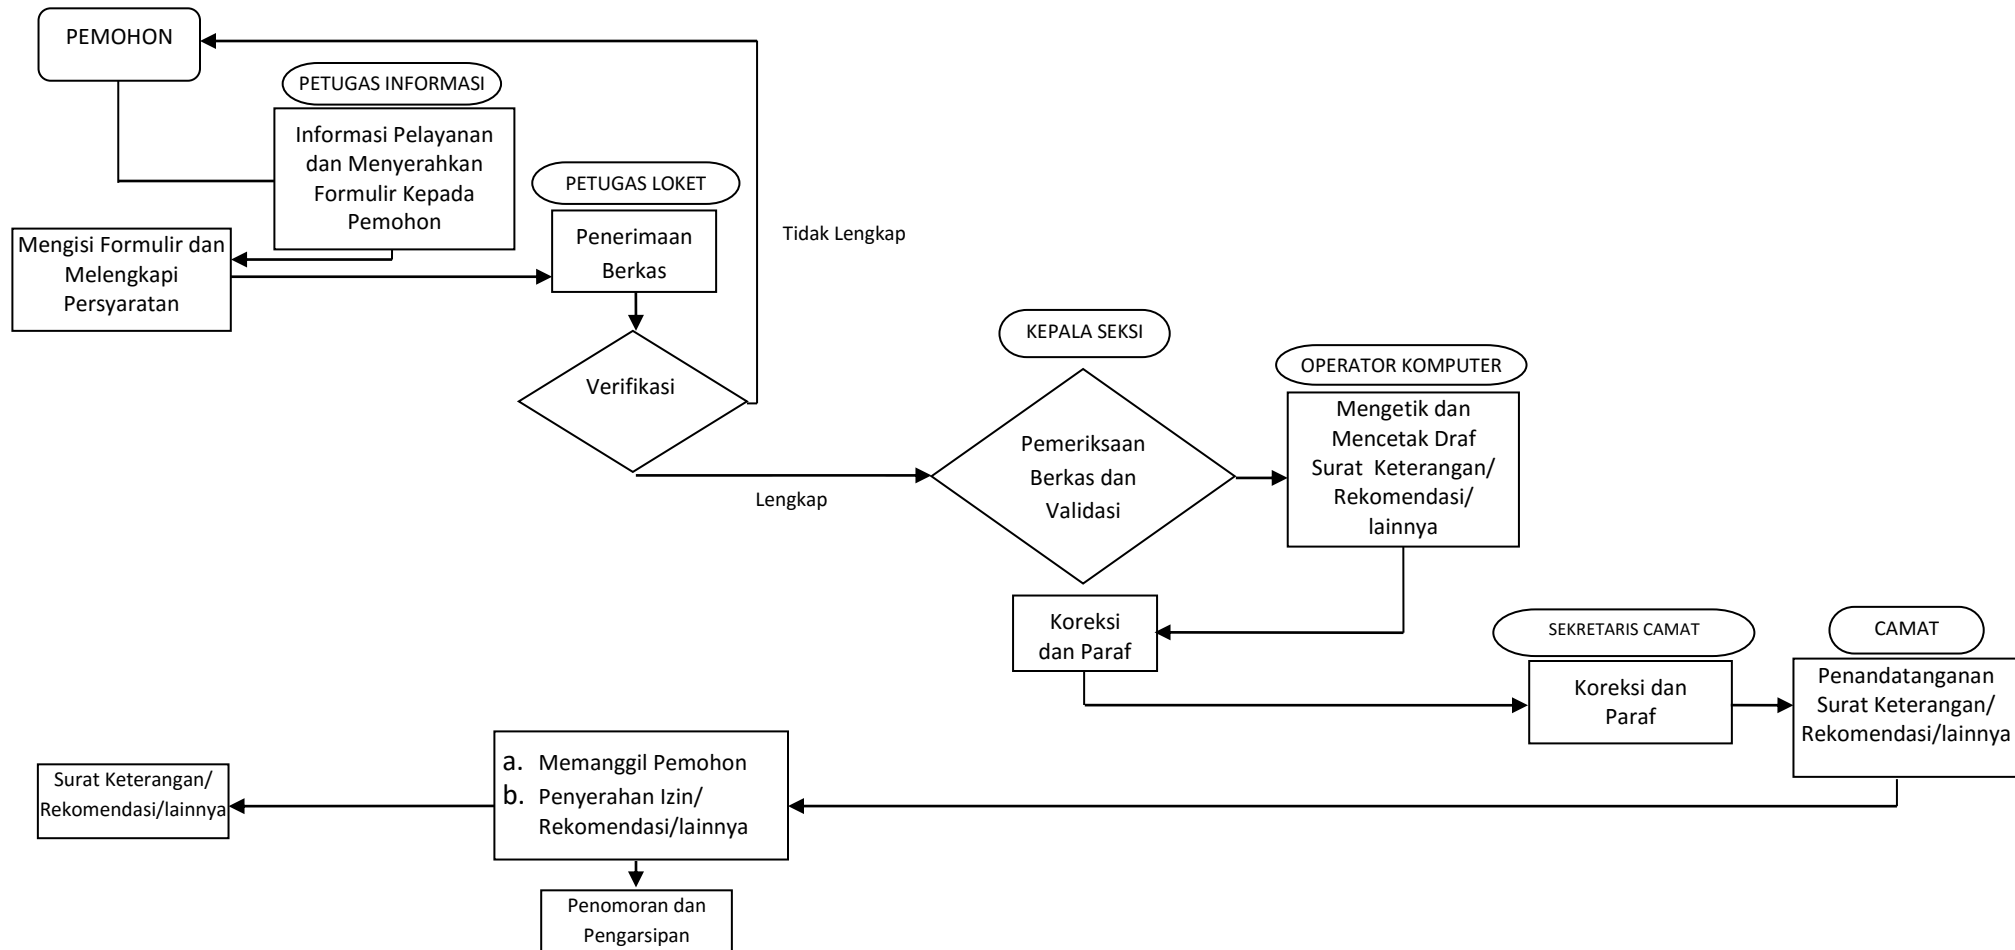 PEMOHON
PETUGAS INFORMASI
Informasi Pelayanan
dan Menyerahkan
Formulir Kepada
Pemohon
Mengisi Formulir dan
Melengkapi
Persyaratan
PETUGAS LOKET
Penerimaan
Berkas
Tidak Lengkap
Verifikasi
Lengkap
KEPALA SEKSI
Pemeriksaan
Berkas dan
Validasi
OPERATOR KOMPUTER
Mengetik dan
Mencetak Draf
Surat Keterangan/
Rekomendasi/
lainnya
Koreksi
dan Paraf
SEKRETARIS CAMAT
Koreksi dan
Paraf
CAMAT
Penandatanganan
Surat Keterangan/
Rekomendasi/lainnya
a. Memanggil Pemohon
b. Penyerahan Izin/
Rekomendasi/lainnya
Surat Keterangan/
Rekomendasi/lainnya
Penomoran dan
Pengarsipan